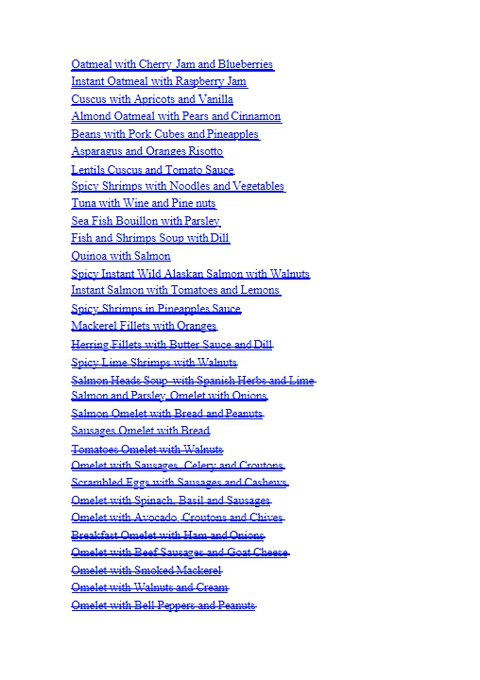 Oatmeal with Cherry Jam and Blueberries
Instant Oatmeal with Raspberry Jam
Cuscus with Apricots and Vanilla
Almond Oatmeal with Pears and Cinnamon
Beans with Pork Cubes and Pineapples
Asparagus and Oranges Risotto
Lentils Cuscus and Tomato Sauce
Spicy Shrimps with Noodles and Vegetables
Tuna with Wine and Pine nuts
Sea Fish Bouillon with Parsley
Fish and Shrimps Soup with Dill
Quinoa with Salmon
Spicy Instant Wild Alaskan Salmon with Walnuts
Instant Salmon with Tomatoes and Lemons
Spicy Shrimps in Pineapples Sauce
Mackerel Fillets with Oranges
Herring Fillets with Butter Sauce and Dill
Spicy Lime Shrimps with Walnuts
Salmon Heads Soup with Spanish Herbs and Lime
Salmon and Parsley Omelet with Onions
Salmon Omelet with Bread and Peanuts
Sausages Omelet with Bread
Tomatoes Omelet with Walnuts
Omelet with Sausages, Celery and Croutons
Scrambled Eggs with Sausages and Cashews
Omelet with Spinach, Basil and Sausages
Omelet with Avocado, Croutons and Chives
Breakfast Omelet with Ham and Onions
Omelet with Beef Sausages and Goat Cheese
Omelet with Smoked Mackerel
Omelet with Walnuts and Cream
Omelet with Bell Peppers and Peanuts